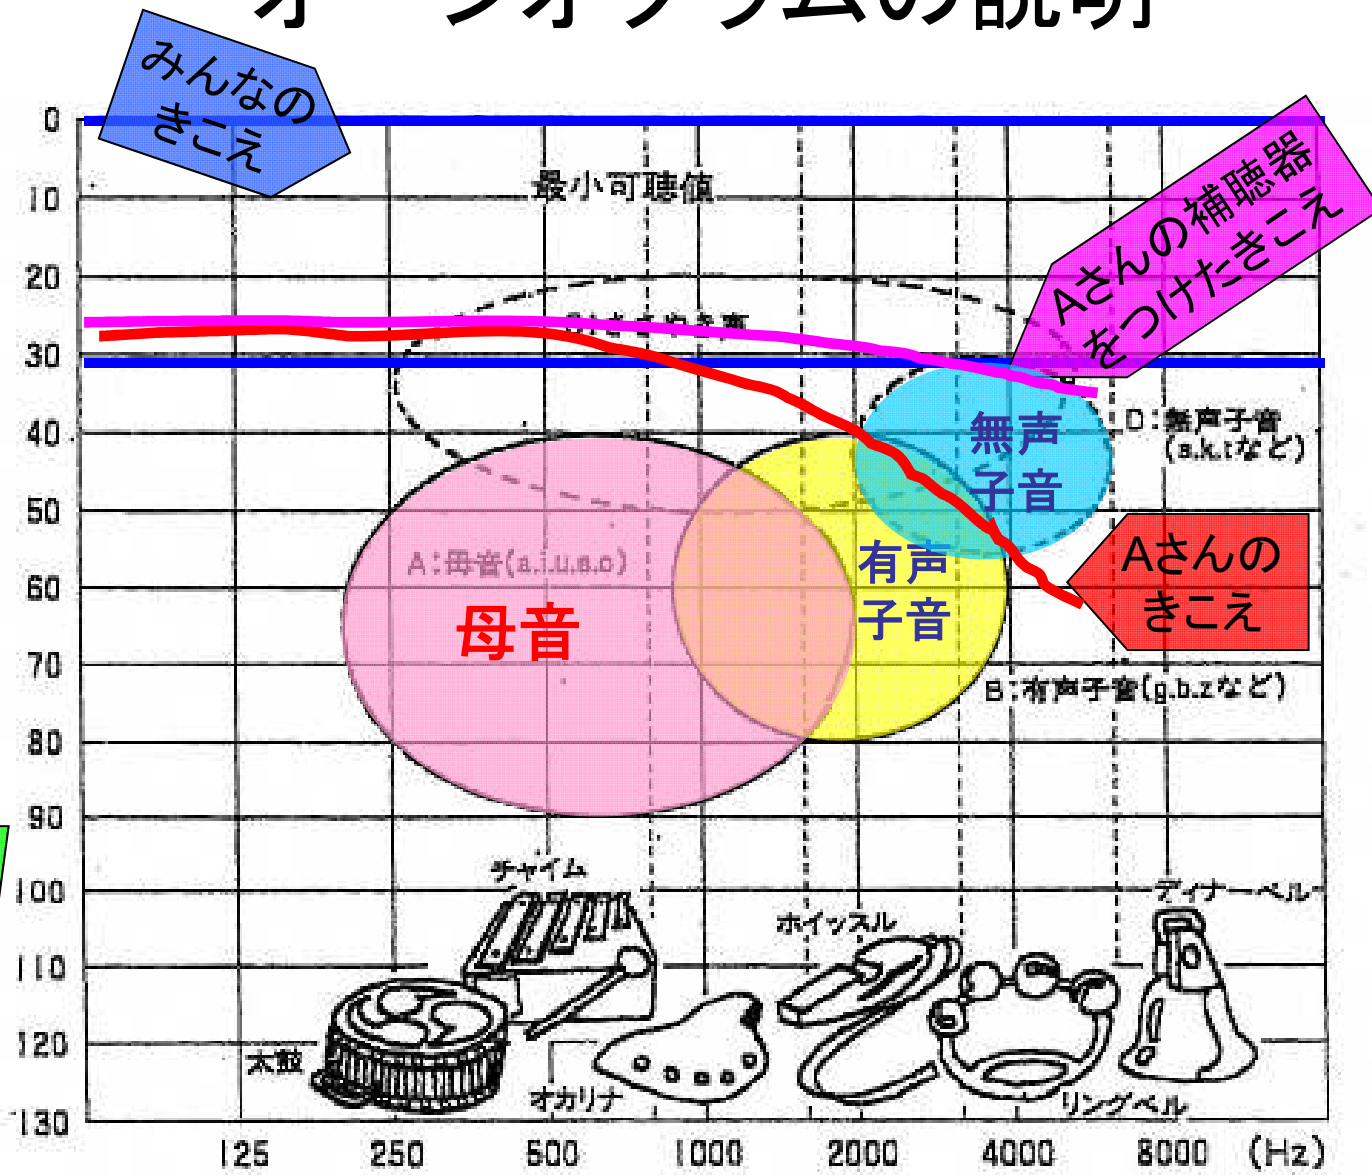 オージオグラムの説明
みんなの
きこえ
0
最小可聴値
10
20
Aさんの補聴器
をつけたきこえ
30
40
無声
子音
D:無声子音
(s.k.tなど)
50
A:母音(a.i.u.e.o)
有声
子音
Aさんの
きこえ
60
母音
70
B:有声子音(g.b.zなど)
80
90
チャイム
100
ディナーベル
ホイッスル
110
120
太鼓
オカリナ
リングベル
130
125 250 500 1000 2000 4000 8000 (Hz)